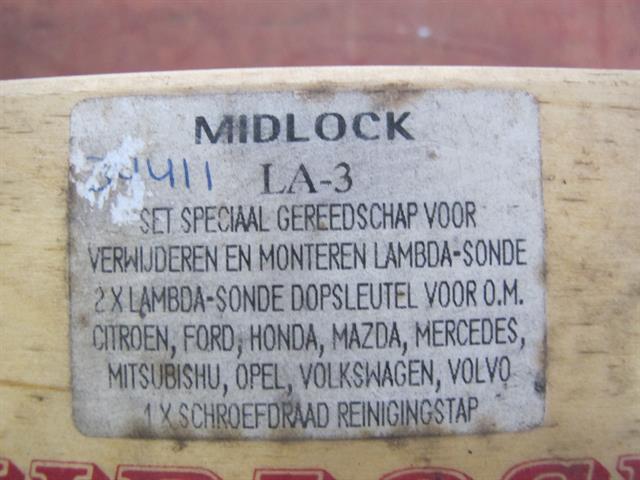 MIDLOCK
LA-3
SET SPECIAAL GEREEDSCHAP VOOR
VERWIJDEREN EN MONTEREN LAMBDA-SONDE
2 X LAMBDA-SONDE DOPSLEUTEL VOOR O.M.
CITROEN, FORD, HONDA, MAZDA, MERCEDES,
MITSUBISHU, OPEL, VOLKSWAGEN, VOLVO
1 X SCHROEFDRAAD REINIGINGSTAP